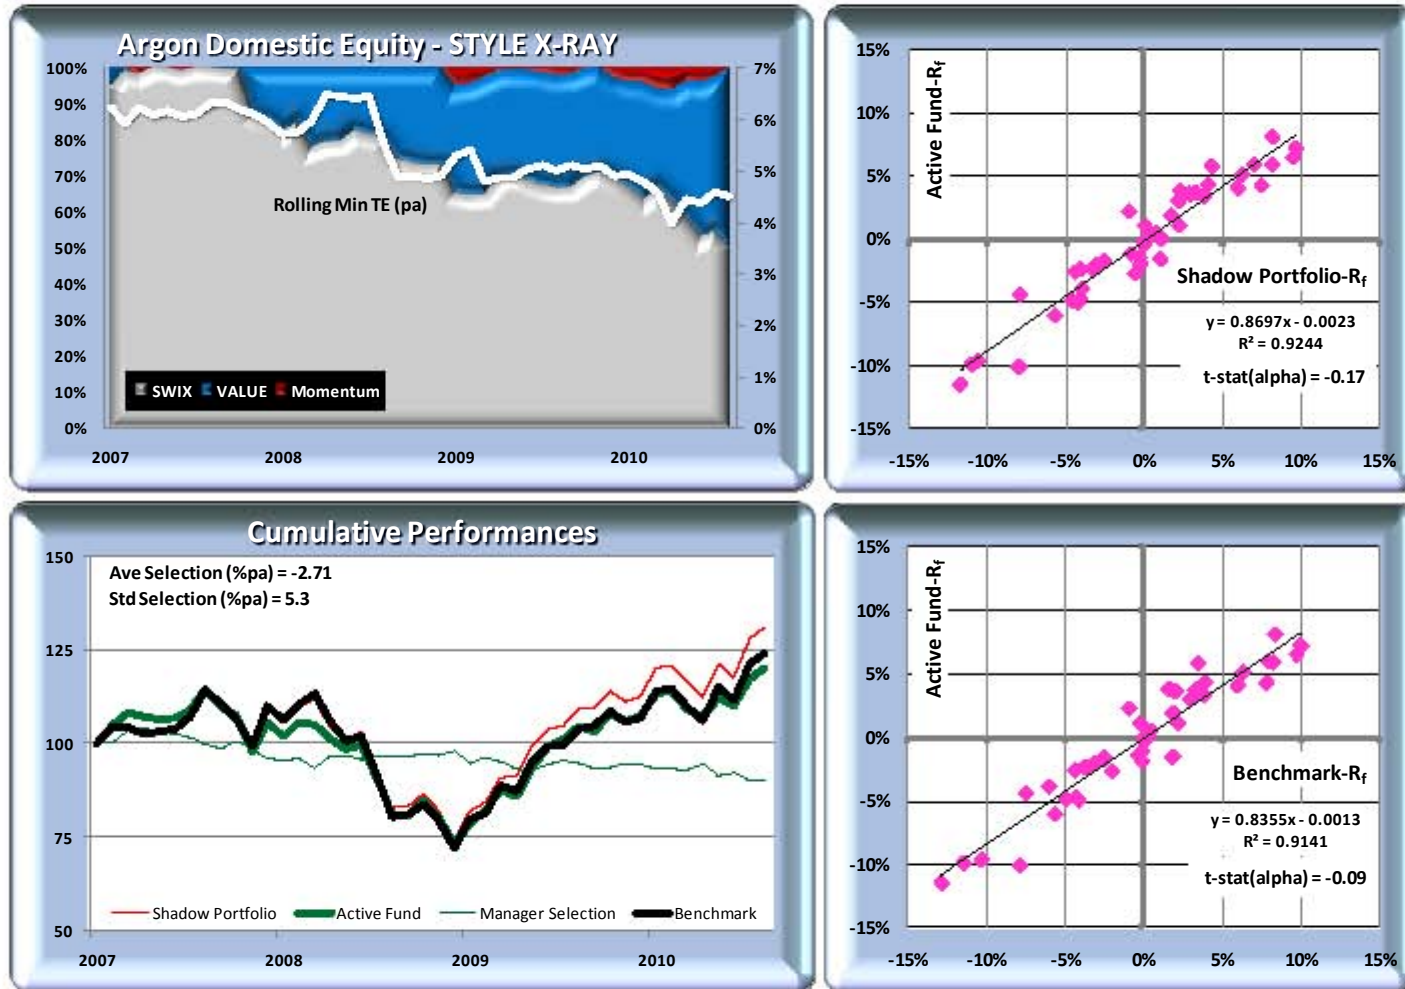 Argon Domestic Equity - STYLE X-RAY
100%
90%
80%
70%
60%
50%
40%
30%
20%
10%
0%
7%
6%
5%
4%
3%
2%
1%
0%
Rolling Min TE (pa)
SWIX VALUE Momentum
2007 2008 2009 2010
15%
10%
5%
0%
-5%
-10%
-15%
Active Fund-Rf
Shadow Portfolio-Rf
y = 0.8697x - 0.0023
R² = 0.9244
t-stat(alpha) = -0.17
-15% -10% -5% 0% 5% 10% 15%
Cumulative Performances
150
125
100
75
50
Ave Selection (%pa) = -2.71
Std Selection (%pa) = 5.3
Shadow Portfolio Active Fund Manager Selection Benchmark
2007 2008 2009 2010
15%
10%
5%
0%
-5%
-10%
-15%
Active Fund-Rf
Benchmark-Rf
y = 0.8355x - 0.0013
R² = 0.9141
t-stat(alpha) = -0.09
-15% -10% -5% 0% 5% 10% 15%